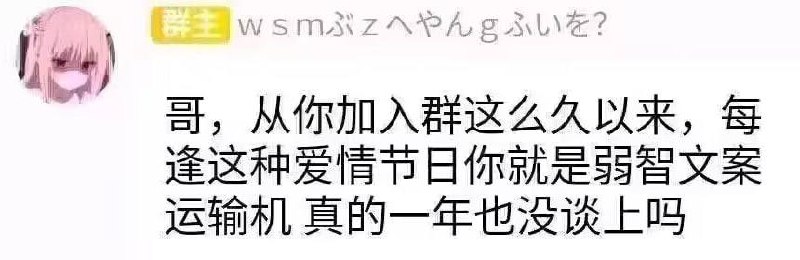 群主 ｗｓｍぶｚへやんｇふいを？
哥，从你加入群这么久以来，每
逢这种爱情节日你就是弱智文案
运输机 真的一年也没谈上吗